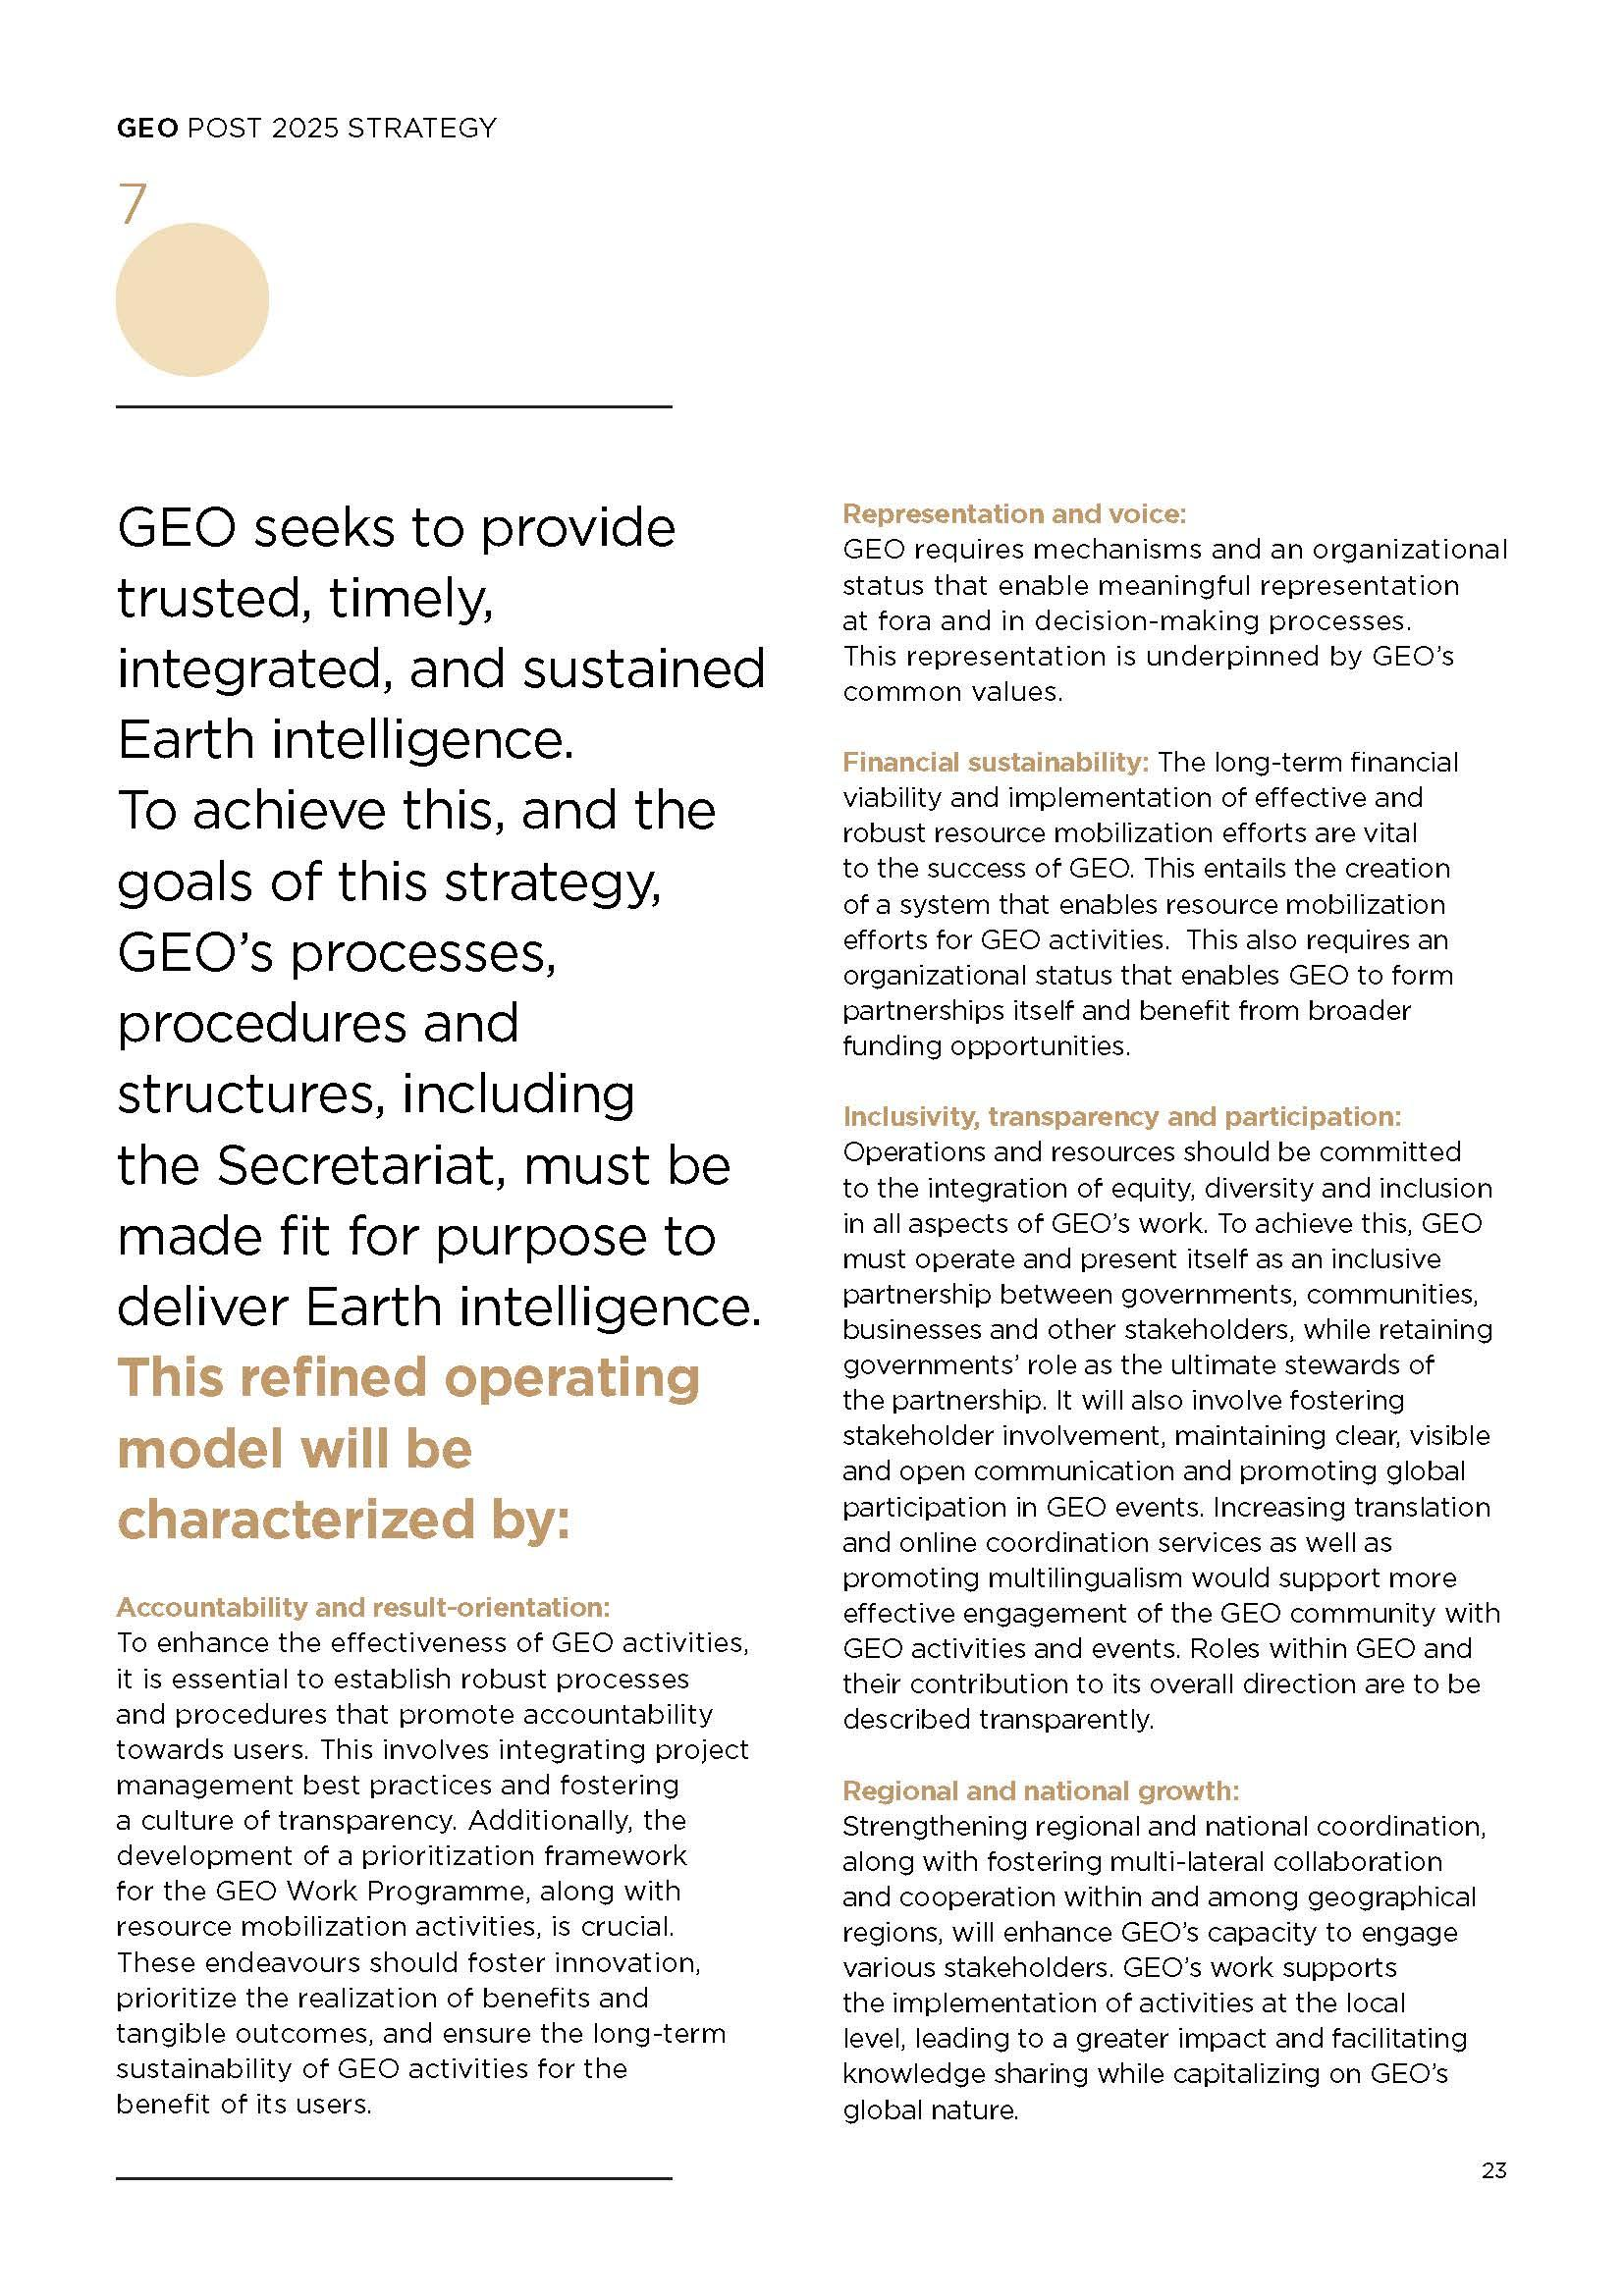 GEO POST 2025 STRATEGY
7
GEO seeks to provide
trusted, timely,
integrated, and sustained
Earth intelligence.
To achieve this, and the
goals of this strategy,
GEO’s processes,
procedures and
structures, including
the Secretariat, must be
made fit for purpose to
deliver Earth intelligence.
This refined operating
model will be
characterized by:
Accountability and result-orientation:
To enhance the effectiveness of GEO activities,
it is essential to establish robust processes
and procedures that promote accountability
towards users. This involves integrating project
management best practices and fostering
a culture of transparency. Additionally, the
development of a prioritization framework
for the GEO Work Programme, along with
resource mobilization activities, is crucial.
These endeavours should foster innovation,
prioritize the realization of benefits and
tangible outcomes, and ensure the long-term
sustainability of GEO activities for the
benefit of its users.
Representation and voice:
GEO requires mechanisms and an organizational
status that enable meaningful representation
at fora and in decision-making processes.
This representation is underpinned by GEO’s
common values.
Financial sustainability: The long-term financial
viability and implementation of effective and
robust resource mobilization efforts are vital
to the success of GEO. This entails the creation
of a system that enables resource mobilization
efforts for GEO activities.  This also requires an
organizational status that enables GEO to form
partnerships itself and benefit from broader
funding opportunities.
Inclusivity, transparency and participation:
Operations and resources should be committed
to the integration of equity, diversity and inclusion
in all aspects of GEO’s work. To achieve this, GEO
must operate and present itself as an inclusive
partnership between governments, communities,
businesses and other stakeholders, while retaining
governments’ role as the ultimate stewards of
the partnership. It will also involve fostering
stakeholder involvement, maintaining clear, visible
and open communication and promoting global
participation in GEO events. Increasing translation
and online coordination services as well as
promoting multilingualism would support more
effective engagement of the GEO community with
GEO activities and events. Roles within GEO and
their contribution to its overall direction are to be
described transparently.
Regional and national growth:
Strengthening regional and national coordination,
along with fostering multi-lateral collaboration
and cooperation within and among geographical
regions, will enhance GEO’s capacity to engage
various stakeholders. GEO’s work supports
the implementation of activities at the local
level, leading to a greater impact and facilitating
knowledge sharing while capitalizing on GEO’s
global nature.
23